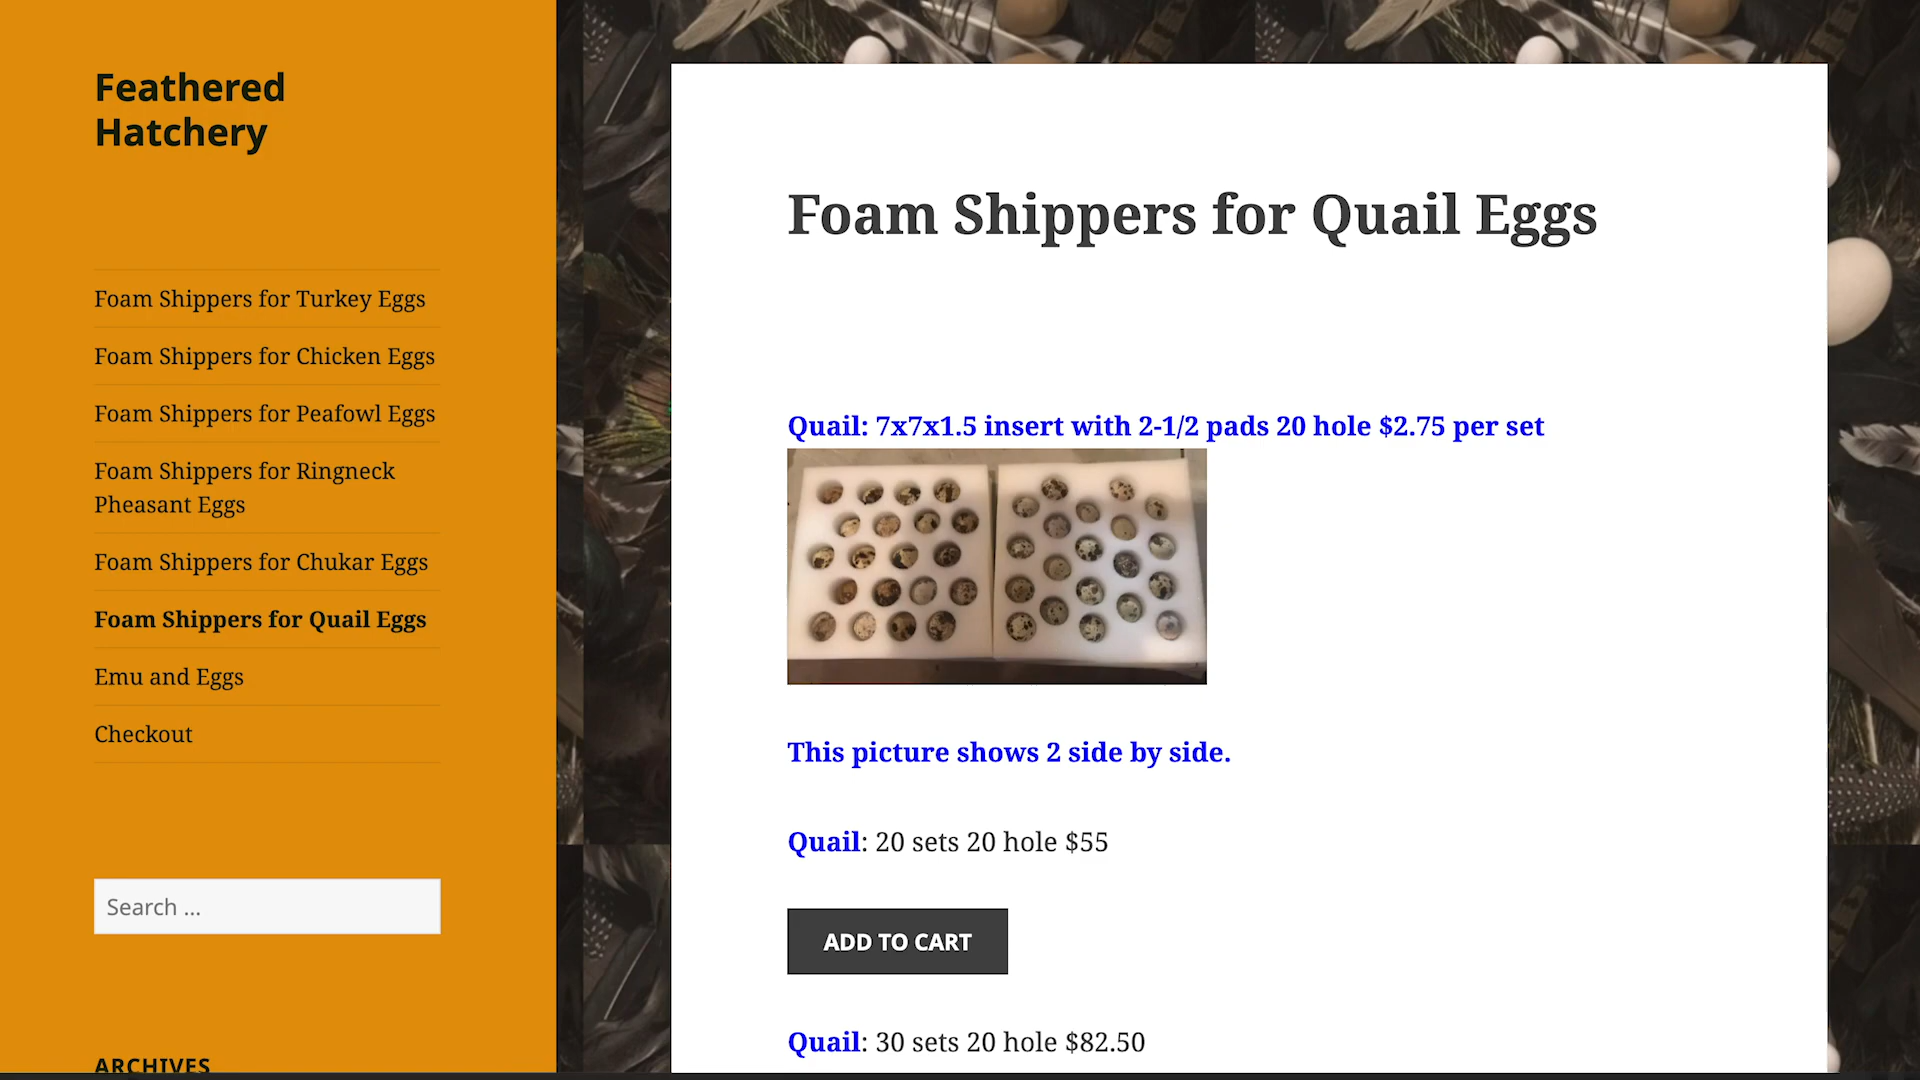 Feathered
Hatchery
Foam Shippers for Turkey Eggs
Foam Shippers for Chicken Eggs
Foam Shippers for Peafowl Eggs
Foam Shippers for Ringneck
Pheasant Eggs
Foam Shippers for Chukar Eggs
Foam Shippers for Quail Eggs
Emu and Eggs
Checkout
Search ...
ARCHIVES
Foam Shippers for Quail Eggs
Quail: 7x7x1.5 insert with 2-1/2 pads 20 hole $2.75 per set
This picture shows 2 side by side.
Quail: 20 sets 20 hole $55
ADD TO CART
Quail: 30 sets 20 hole $82.50